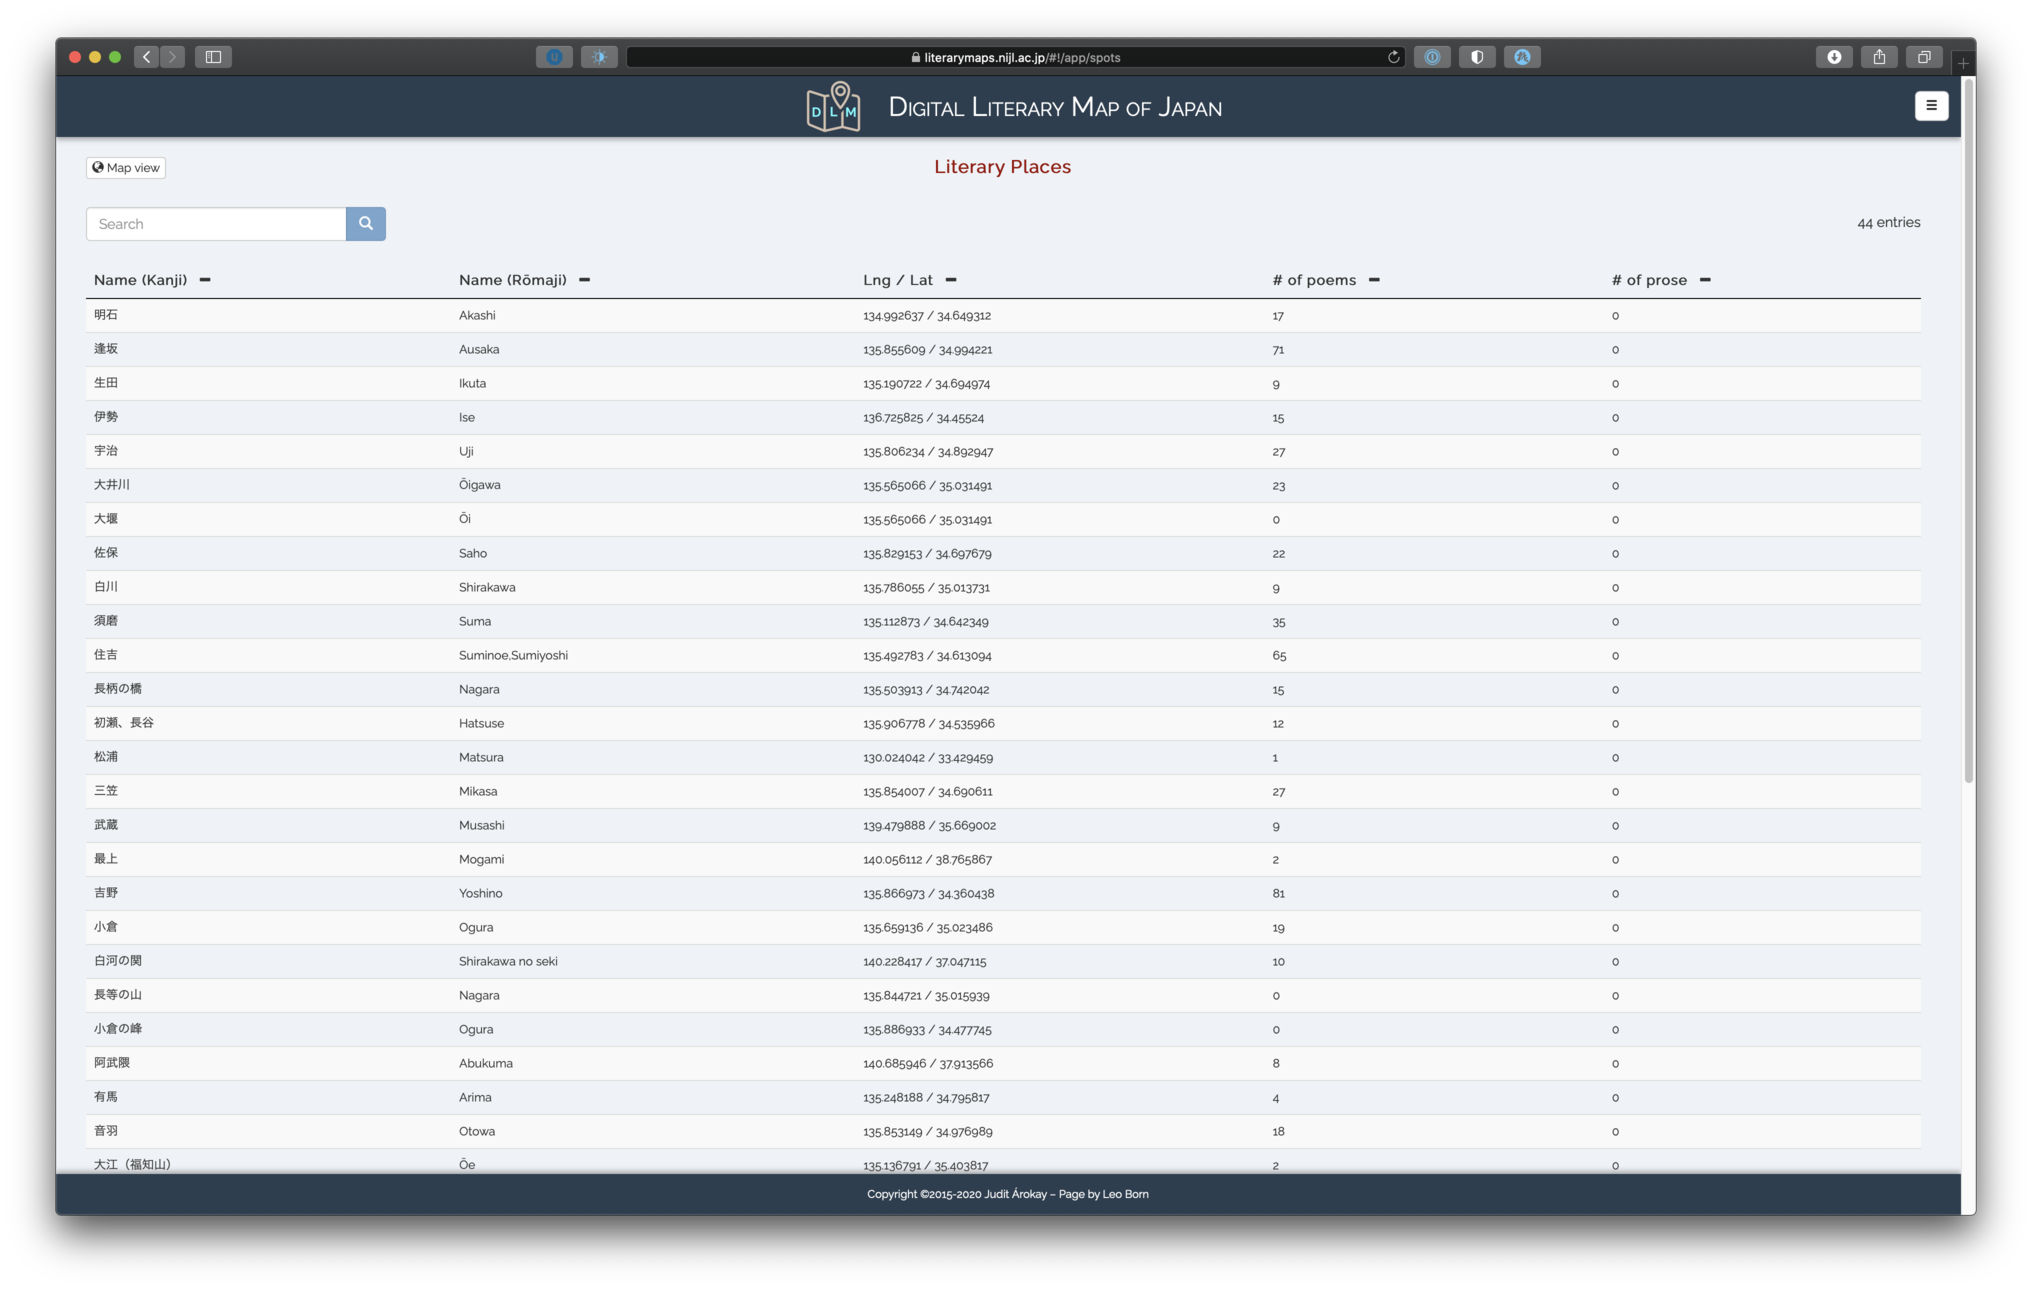 literarymaps.nijl.ac.jp/#!/app/spots
DLM
Digital Literary Map of Japan
Map view
Literary Places
Search
44 entries
Name (Kanji) Name (Rōmaji) Lng / Lat # of poems # of prose
明石 Akashi 134.992637 / 34.649312 17 0
逢坂 Ausaka 135.855609 / 34.994221 71 0
生田 Ikuta 135.190722 / 34.694974 9 0
伊勢 Ise 136.725825 / 34.45524 15 0
宇治 Uji 135.806234 / 34.892947 27 0
大井川 Ōigawa 135.565066 / 35.031491 23 0
大堰 Ōi 135.565066 / 35.031491 0 0
佐保 Saho 135.829153 / 34.697679 22 0
白川 Shirakawa 135.786055 / 35.013731 9 0
須磨 Suma 135.112873 / 34.642349 35 0
住吉 Suminoe,Sumiyoshi 135.492783 / 34.613094 65 0
長柄の橋 Nagara 135.503913 / 34.742042 15 0
初瀬、長谷 Hatsuse 135.906778 / 34.535966 12 0
松浦 Matsura 130.024042 / 33.429459 1 0
三笠 Mikasa 135.854007 / 34.690611 27 0
武蔵 Musashi 139.479888 / 35.669002 9 0
最上 Mogami 140.056112 / 38.765867 2 0
吉野 Yoshino 135.866973 / 34.360438 81 0
小倉 Ogura 135.659136 / 35.023486 19 0
白河の関 Shirakawa no seki 140.228417 / 37.047115 10 0
長等の山 Nagara 135.844721 / 35.015939 0 0
小倉の峰 Ogura 135.886933 / 34.477745 0 0
阿武隈 Abukuma 140.685946 / 37.913566 8 0
有馬 Arima 135.248188 / 34.795817 4 0
音羽 Otowa 135.853149 / 34.976989 18 0
大江（福知山） Ōe 135.136791 / 35.403817 2 0
Copyright ©2015-2020 Judit Árokay – Page by Leo Born